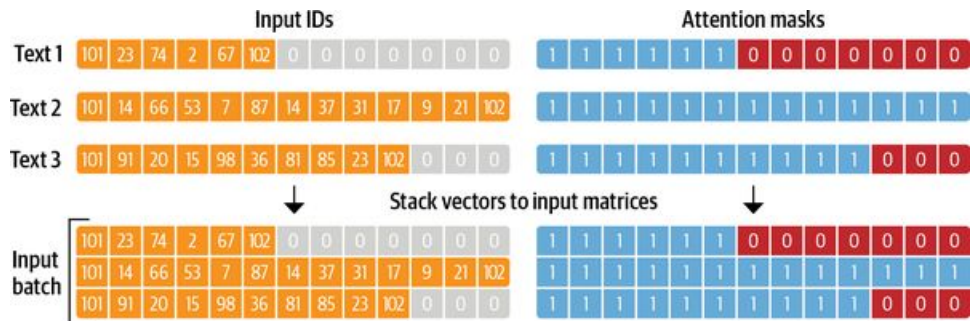 Input IDs Attention masks
Text 1 101 23 74 2 67 102 0 0 0 0 0 0 0 1 1 1 1 1 1 0 0 0 0 0 0 0
Text 2 101 14 66 53 7 87 14 37 31 17 9 21 102 1 1 1 1 1 1 1 1 1 1 1 1 1
Text 3 101 91 20 15 98 36 81 85 23 102 0 0 0 1 1 1 1 1 1 1 1 1 1 0 0 0
Stack vectors to input matrices
Input batch
101 23 74 2 67 102 0 0 0 0 0 0 0 1 1 1 1 1 1 0 0 0 0 0 0 0
101 14 66 53 7 87 14 37 31 17 9 21 102 1 1 1 1 1 1 1 1 1 1 1 1 1
101 91 20 15 98 36 81 85 23 102 0 0 0 1 1 1 1 1 1 1 1 1 1 0 0 0